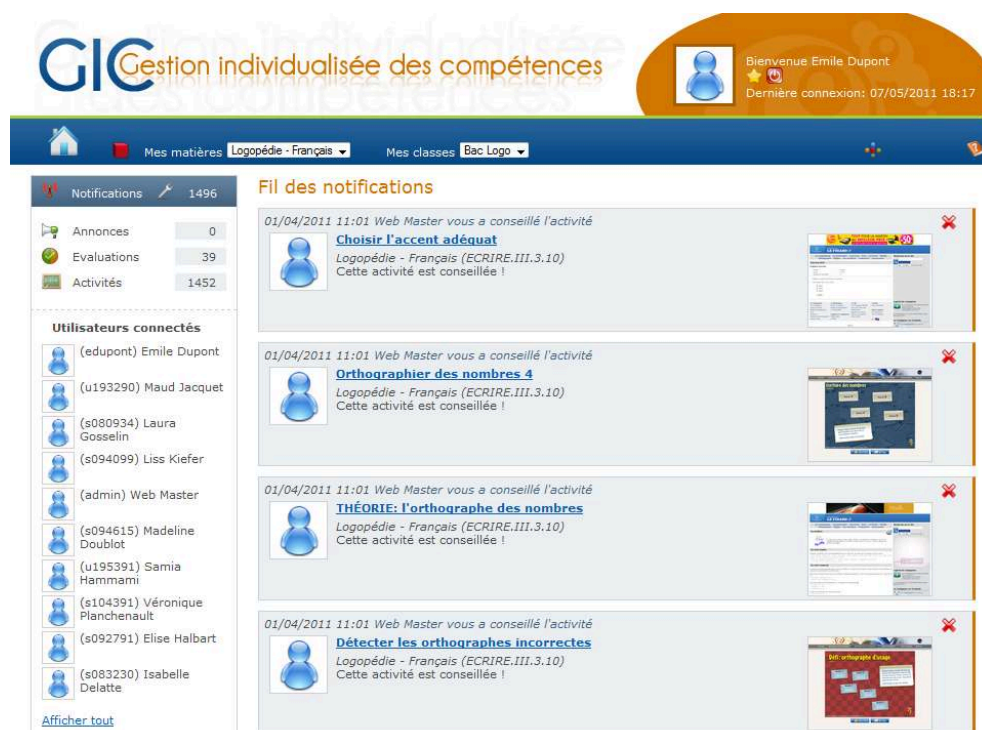 GIC Gestion individualisée des compétences
Bienvenue Emile Dupont
Dernière connexion: 07/05/2011 18:17
Mes matières Logopédie - Français Mes classes Bac Logo
Notifications 1496
Annonces 0
Evaluations 39
Activités 1452
Utilisateurs connectés
(edupont) Emile Dupont
(u193290) Maud Jacquet
(s080934) Laura
Gosselin
(s094099) Liss Kiefer
(admin) Web Master
(s094615) Madeline
Doublot
(u195391) Samia
Hammami
(s104391) Véronique
Planchenault
(s092791) Elise Halbart
(s083230) Isabelle
Delatte
Afficher tout
Fil des notifications
01/04/2011 11:01 Web Master vous a conseillé l'activité
Choisir l'accent adéquat
Logopédie - Français (ECRIRE.III.3.10)
Cette activité est conseillée !
01/04/2011 11:01 Web Master vous a conseillé l'activité
Orthographier des nombres 4
Logopédie - Français (ECRIRE.III.3.10)
Cette activité est conseillée !
01/04/2011 11:01 Web Master vous a conseillé l'activité
THÉORIE: l'orthographe des nombres
Logopédie - Français (ECRIRE.III.3.10)
Cette activité est conseillée !
01/04/2011 11:01 Web Master vous a conseillé l'activité
Détecter les orthographes incorrectes
Logopédie - Français (ECRIRE.III.3.10)
Cette activité est conseillée !
Défi: orthographe d'usage